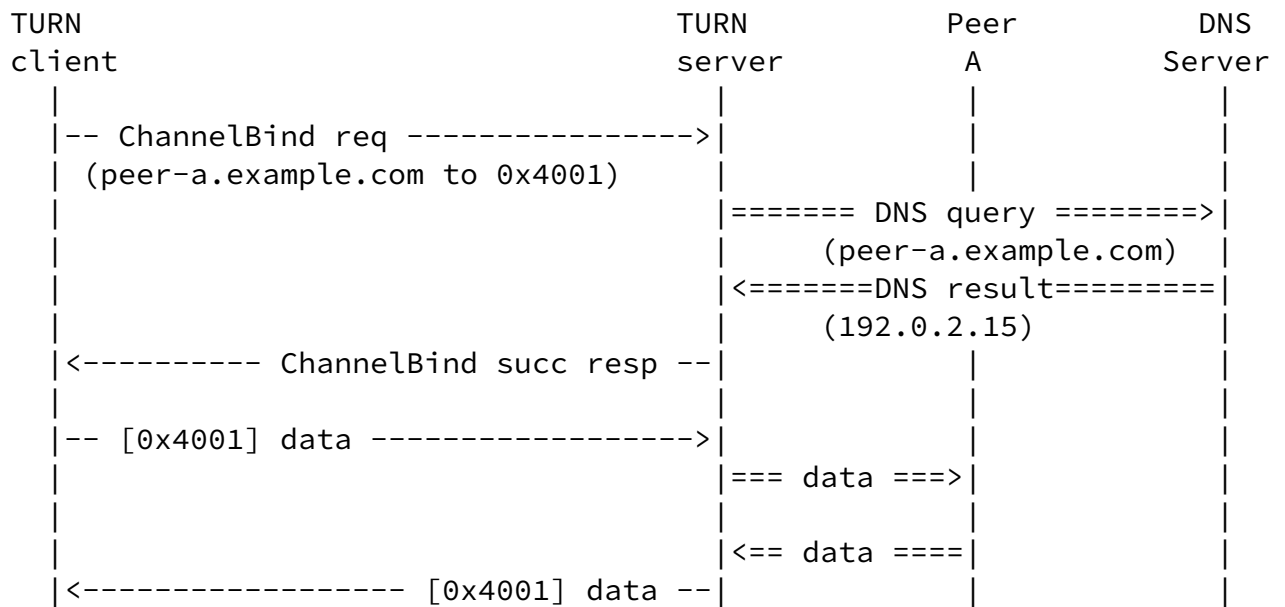 TURN TURN Peer DNS
client server A Server
| | | |
|-- ChannelBind req ---------------->| | |
| (peer-a.example.com to 0x4001) | | |
| |======= DNS query ========>|
| | (peer-a.example.com) |
| |<=======DNS result=========|
| | (192.0.2.15) |
|<---------- ChannelBind succ resp --| | |
| | | |
|-- [0x4001] data ------------------>| | |
| |=== data ===>| |
| | | |
| |<== data ====| |
|<------------------ [0x4001] data --| | |